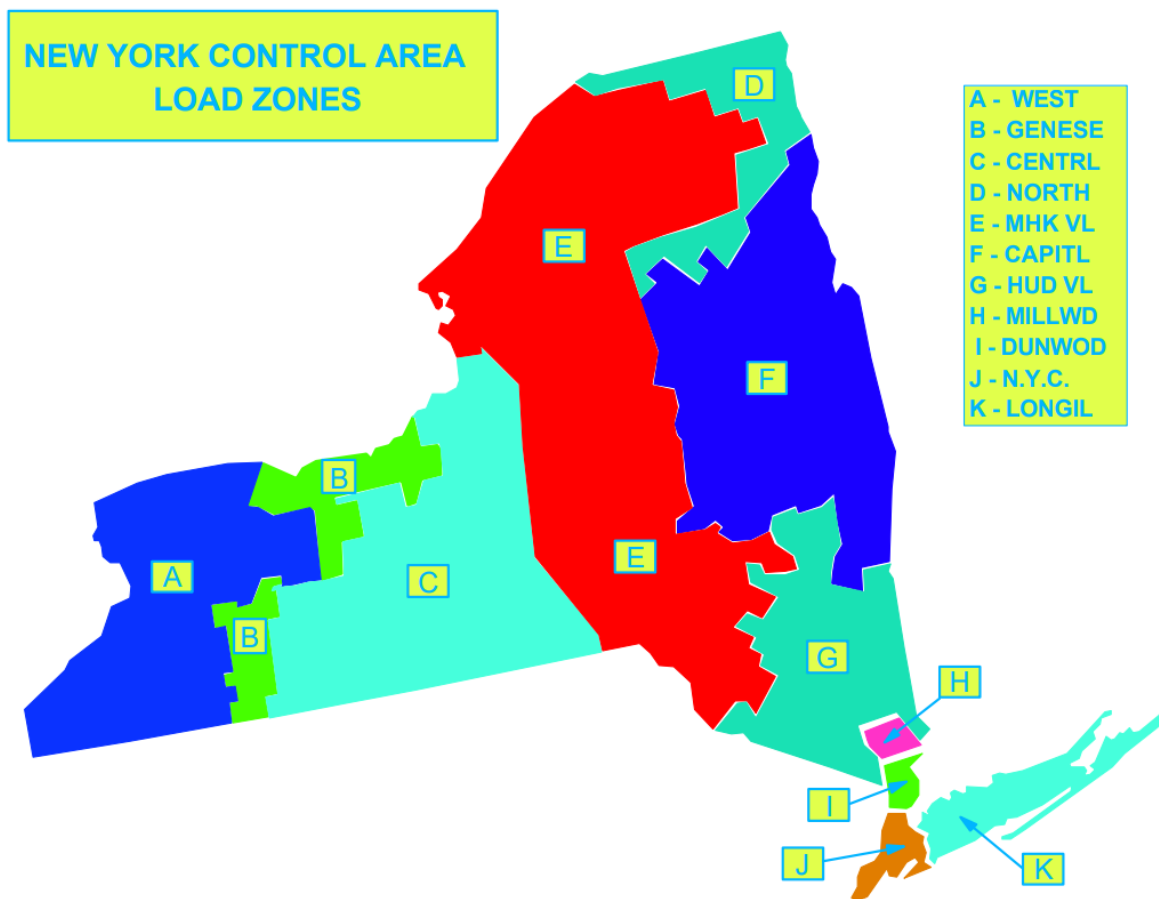 NEW YORK CONTROL AREA
LOAD ZONES
D
A - WEST
B - GENESE
C - CENTRL
D - NORTH
E - MHK VL
F - CAPITL
G - HUD VL
H - MILLWD
I - DUNWOD
J - N.Y.C.
K - LONGIL
E
F
B
E
A
C
B
G
H
I
J
K